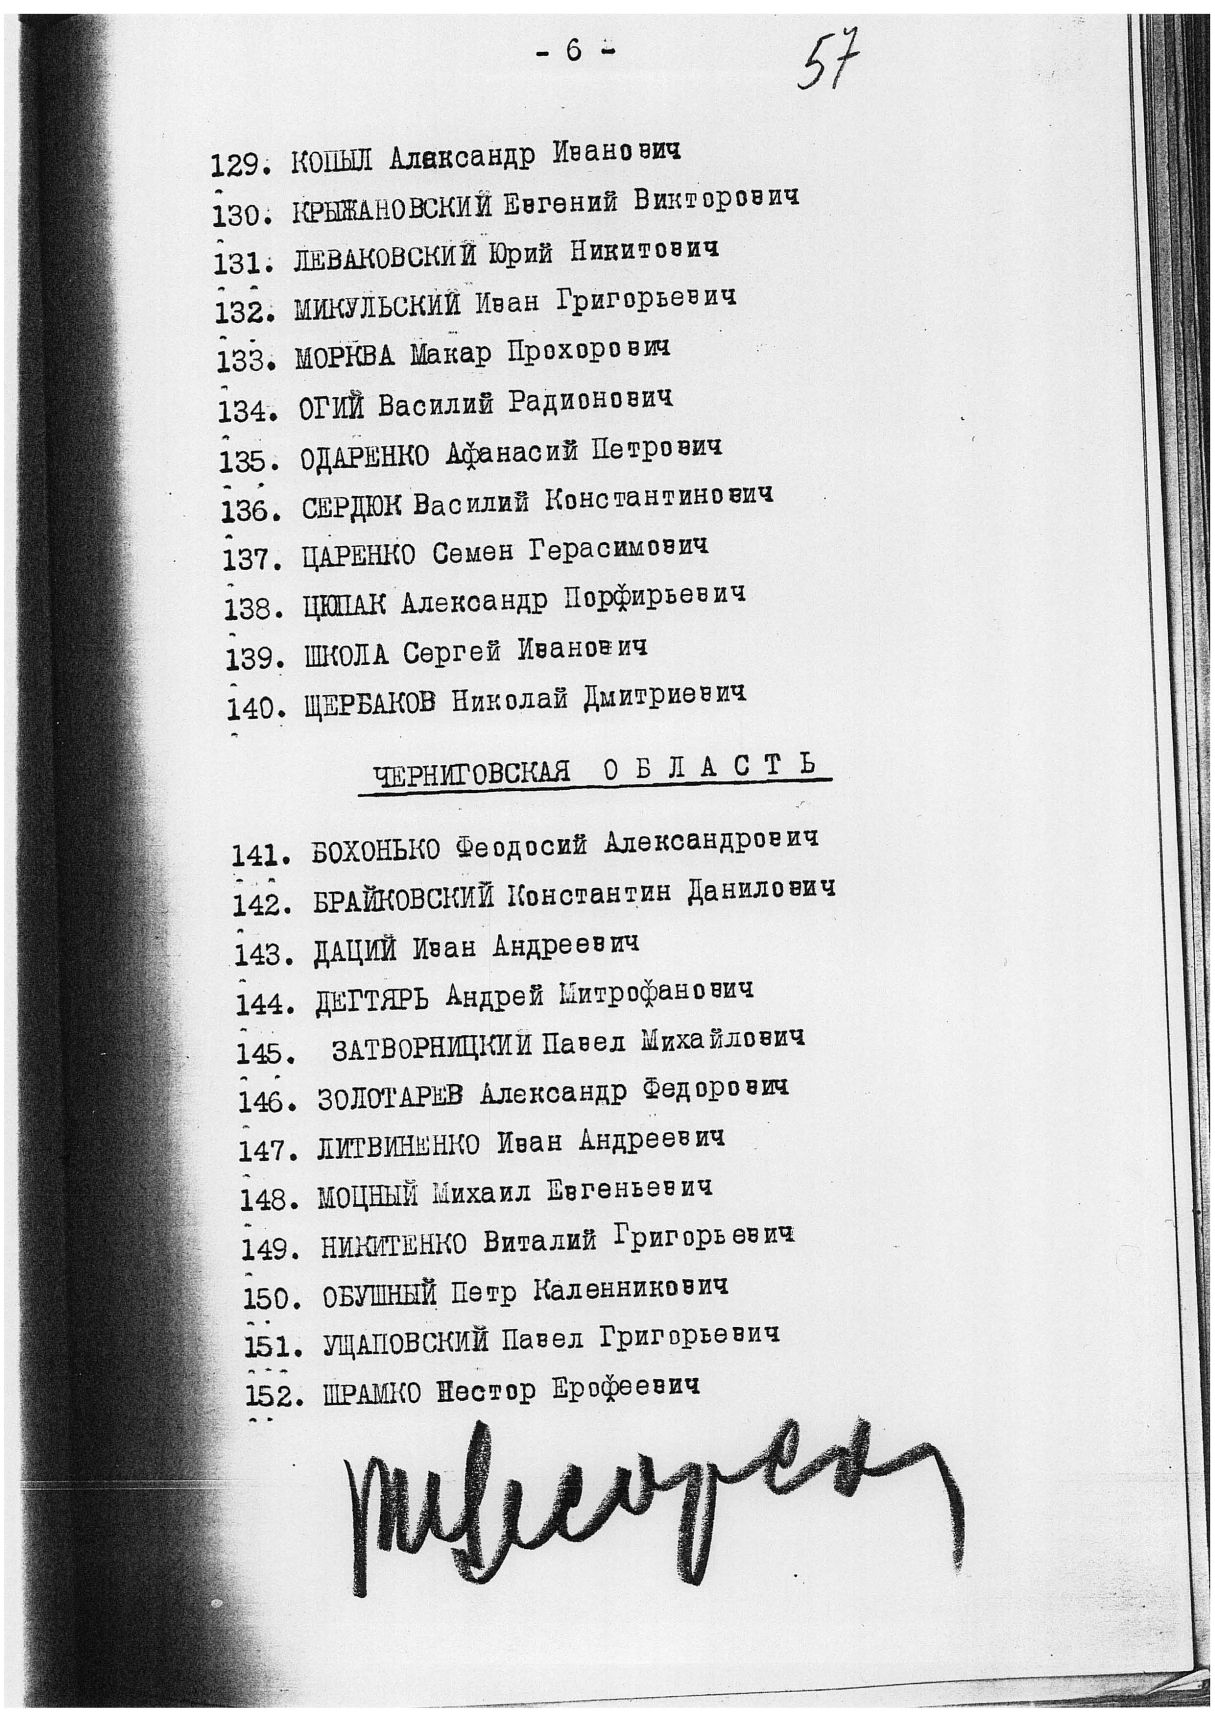 - 6 -
57
129. КОПЫЛ Александр Иванович
130. КРЫЖАНОВСКИЙ Евгений Викторович
131. ЛЕВАКОВСКИЙ Юрий Никитович
132. МИКУЛЬСКИЙ Иван Григорьевич
133. МОРКВА Макар Прохорович
134. ОГИЙ Василий Радионович
135. ОДАРЕНКО Афанасий Петрович
136. СЕРДЮК Василий Константинович
137. ЦАРЕНКО Семен Герасимович
138. ЦЮПАК Александр Порфирьевич
139. ШКОЛА Сергей Иванович
140. ЩЕРБАКОВ Николай Дмитриевич
ЧЕРНИГОВСКАЯ О Б Л А С Т Ь
141. БОХОНЬКО Феодосий Александрович
142. БРАЙКОВСКИЙ Константин Данилович
143. ДАЦИЙ Иван Андреевич
144. ДЕГТЯРЬ Андрей Митрофанович
145. ЗАТВОРНИЦКИЙ Павел Михайлович
146. ЗОЛОТАРЕВ Александр Федорович
147. ЛИТВИНЕНКО Иван Андреевич
148. МОЦНЫЙ Михаил Евгеньевич
149. НИКИТЕНКО Виталий Григорьевич
150. ОБУШНЫЙ Петр Каленникович
151. УЩАПОВСКИЙ Павел Григорьевич
152. ШРАМКО Нестор Ерофеевич